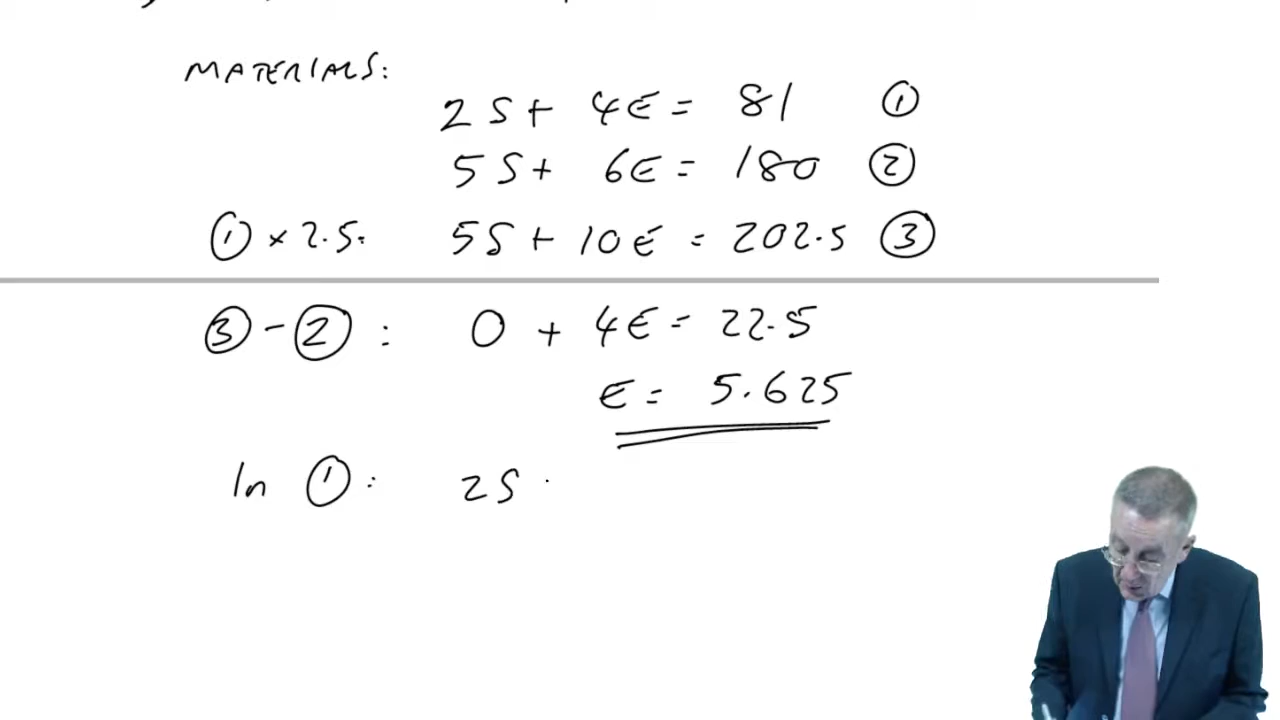 MATERIALS:
2S + 4E = 81 ①
5S + 6E = 180 ②
① × 2.5: 5S + 10E = 202.5 ③
③ - ② : 0 + 4E = 22.5
E = 5.625
In ① : 2S